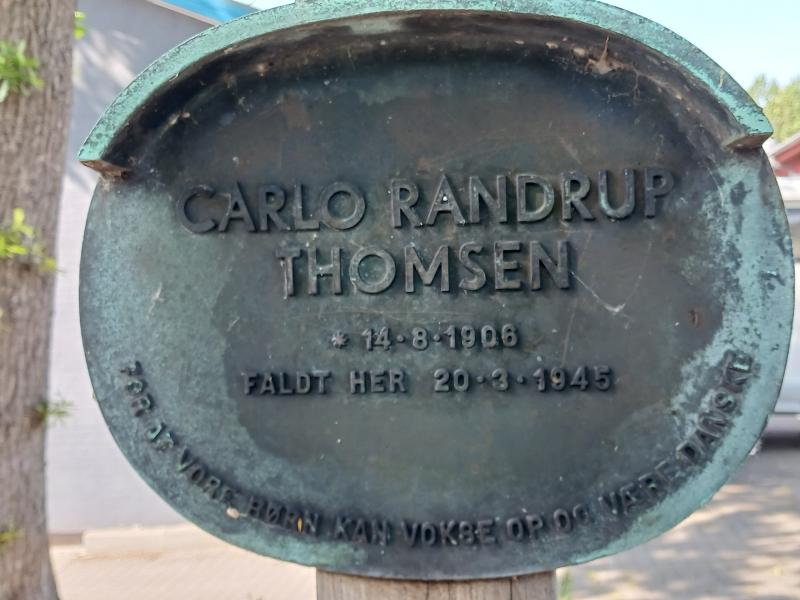 CARLO RANDRUP
THOMSEN
* 14·8·1906
FALDT HER 20·3·1945
FOR AT VORE BØRN KAN VOKSE OP OG VÆRE DANSKE